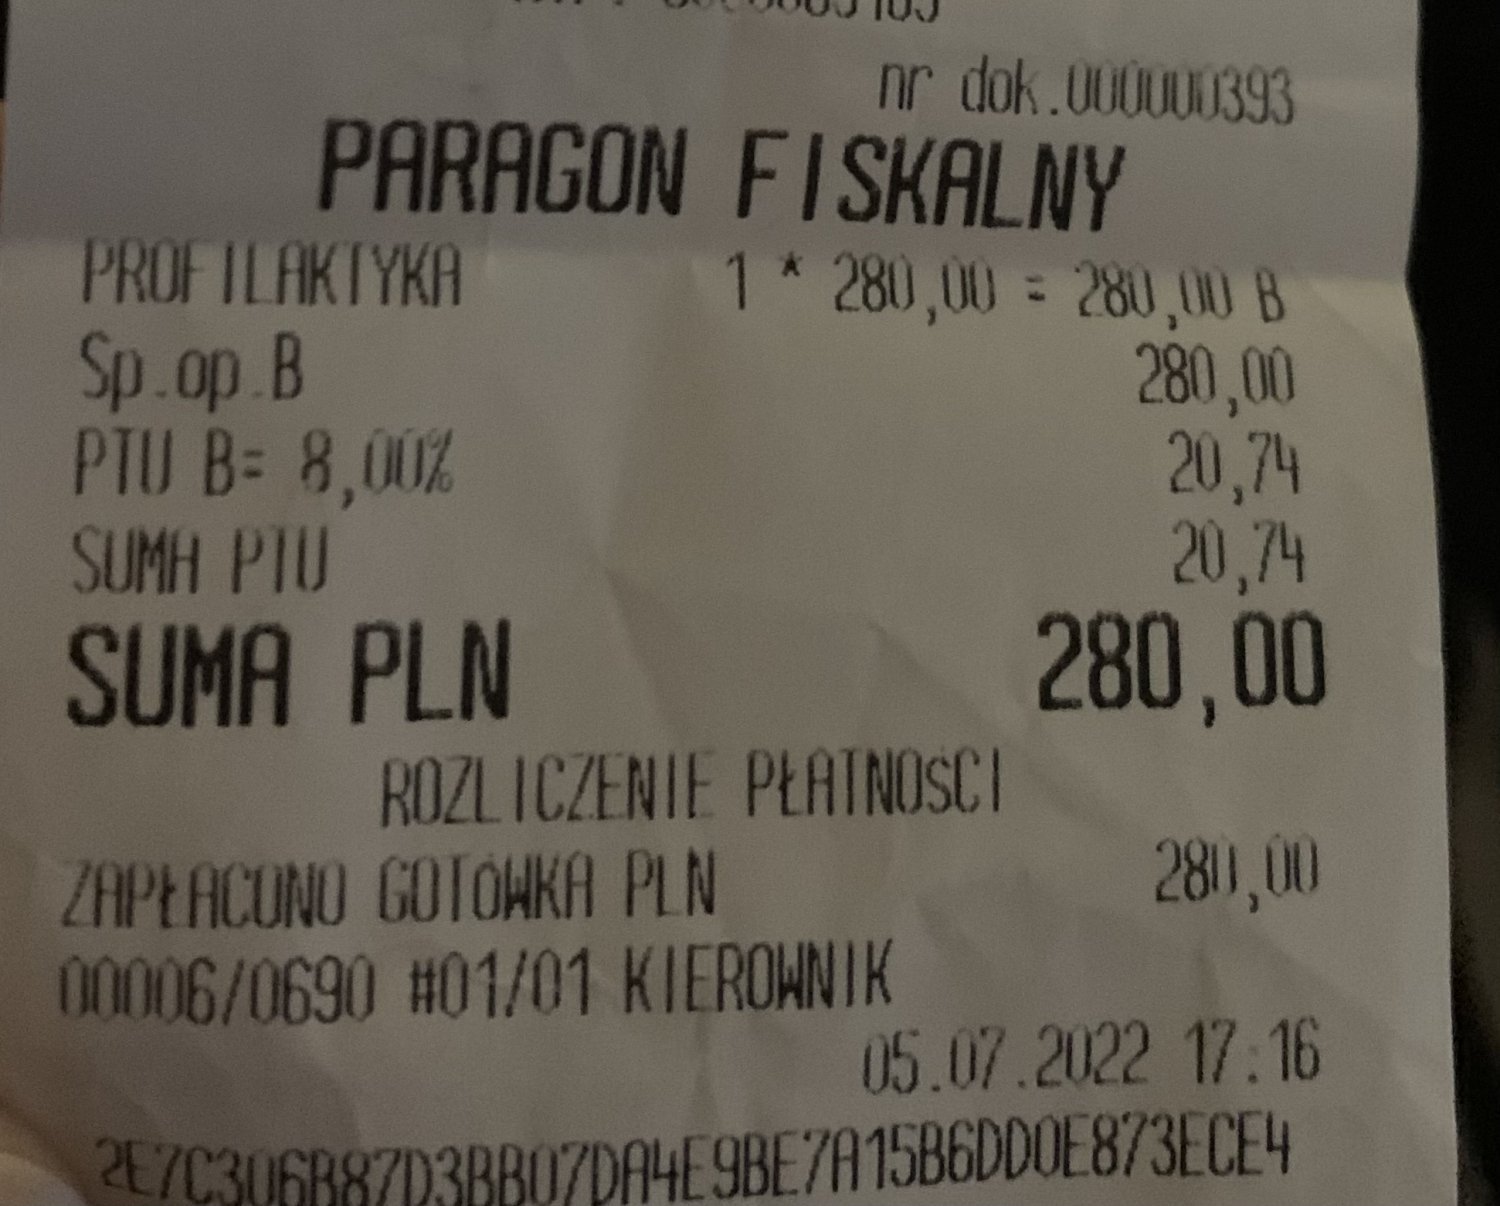 nr dok.000000393
PARAGON FISKALNY
PROFILAKTYKA 1 * 280,00 = 280,00 B
Sp.op.B 280,00
PTU B= 8,00% 20,74
SUMA PTU 20,74
SUMA PLN 280,00
ROZLICZENIE PŁATNOŚCI
ZAPŁACONO GOTÓWKA PLN 280,00
00006/0690 #01/01 KIEROWNIK
05.07.2022 17:16
2E7C306B87D3BB07DA4E9BE7A15B6DD0E873ECE4